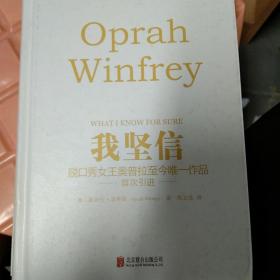 Oprah
Winfrey
WHAT I KNOW FOR SURE
我坚信
脱口秀女王奥普拉至今唯一作品
首次引进
北京联合出版公司